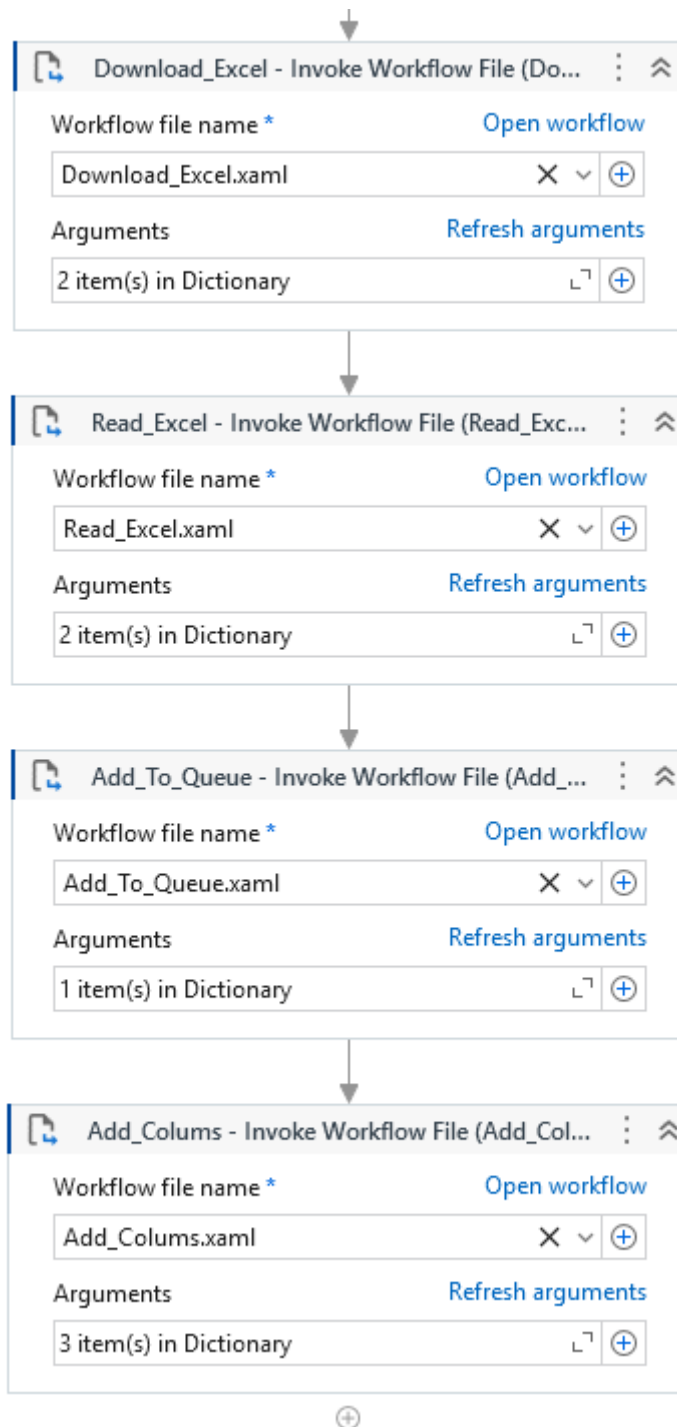 Download_Excel - Invoke Workflow File (Do...
Workflow file name * Open workflow
Download_Excel.xaml
Arguments Refresh arguments
2 item(s) in Dictionary
Read_Excel - Invoke Workflow File (Read_Exc...
Workflow file name * Open workflow
Read_Excel.xaml
Arguments Refresh arguments
2 item(s) in Dictionary
Add_To_Queue - Invoke Workflow File (Add_...
Workflow file name * Open workflow
Add_To_Queue.xaml
Arguments Refresh arguments
1 item(s) in Dictionary
Add_Colums - Invoke Workflow File (Add_Col...
Workflow file name * Open workflow
Add_Colums.xaml
Arguments Refresh arguments
3 item(s) in Dictionary